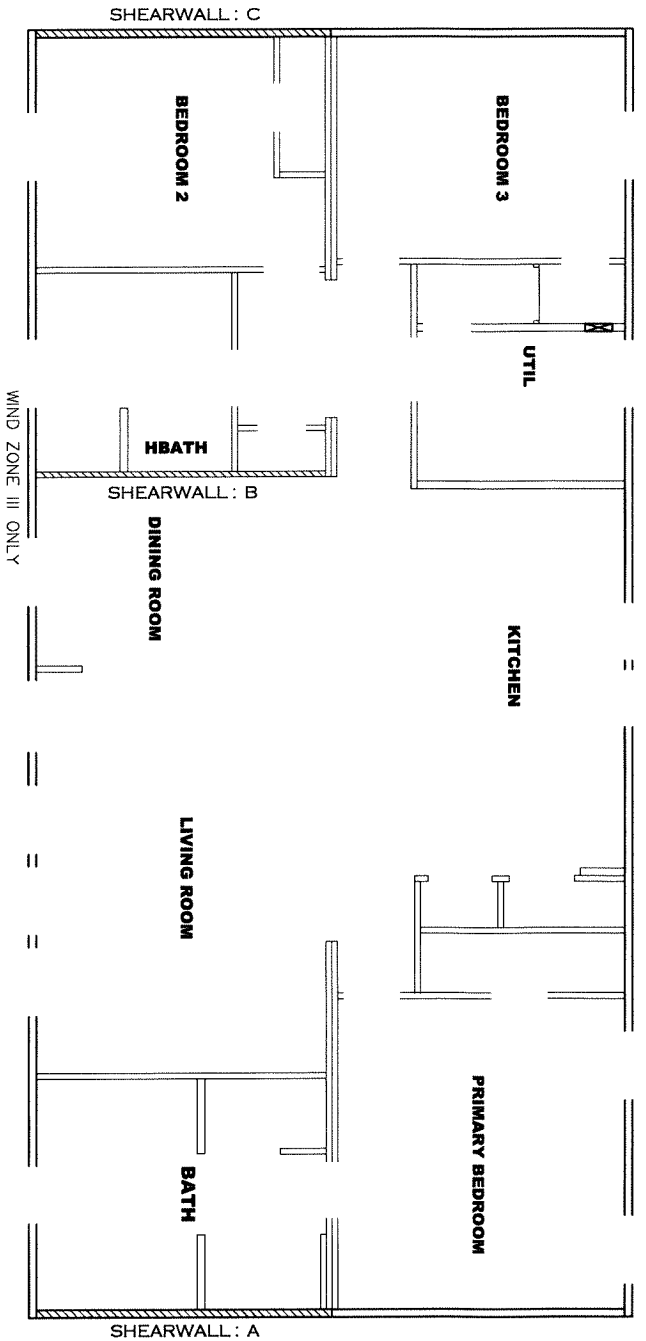 SHEARWALL: C
BEDROOM 2
BEDROOM 3
UTIL
HBATH
SHEARWALL: B
WIND ZONE III ONLY
DINING ROOM
KITCHEN
LIVING ROOM
PRIMARY BEDROOM
BATH
SHEARWALL: A